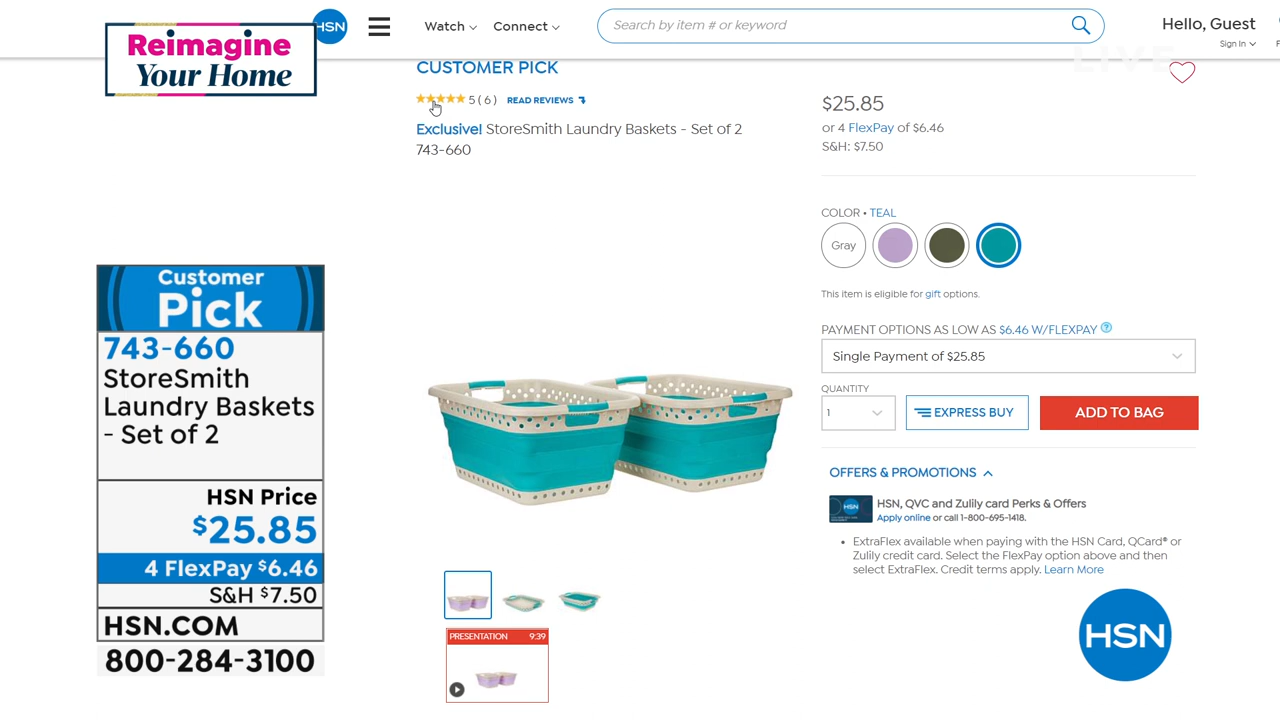 Reimagine
Your Home
HSN
Watch
Connect
Search by item # or keyword
Hello, Guest
Sign In
LIVE
CUSTOMER PICK
5 ( 6 ) READ REVIEWS
Exclusive! StoreSmith Laundry Baskets - Set of 2
743-660
$25.85
or 4 FlexPay of $6.46
S&H: $7.50
COLOR • TEAL
Gray
This item is eligible for gift options.
PAYMENT OPTIONS AS LOW AS $6.46 W/FLEXPAY ?
Single Payment of $25.85
QUANTITY
1
EXPRESS BUY
ADD TO BAG
OFFERS & PROMOTIONS
HSN
HSN, QVC and Zulily card Perks & Offers
Apply online or call 1-800-695-1418.
• ExtraFlex available when paying with the HSN Card, QCard® or
Zulily credit card. Select the FlexPay option above and then
select ExtraFlex. Credit terms apply. Learn More
Customer
Pick
743-660
StoreSmith
Laundry Baskets
- Set of 2
HSN Price
$25.85
4 FlexPay $6.46
S&H $7.50
HSN.COM
800-284-3100
PRESENTATION 9:39
HSN